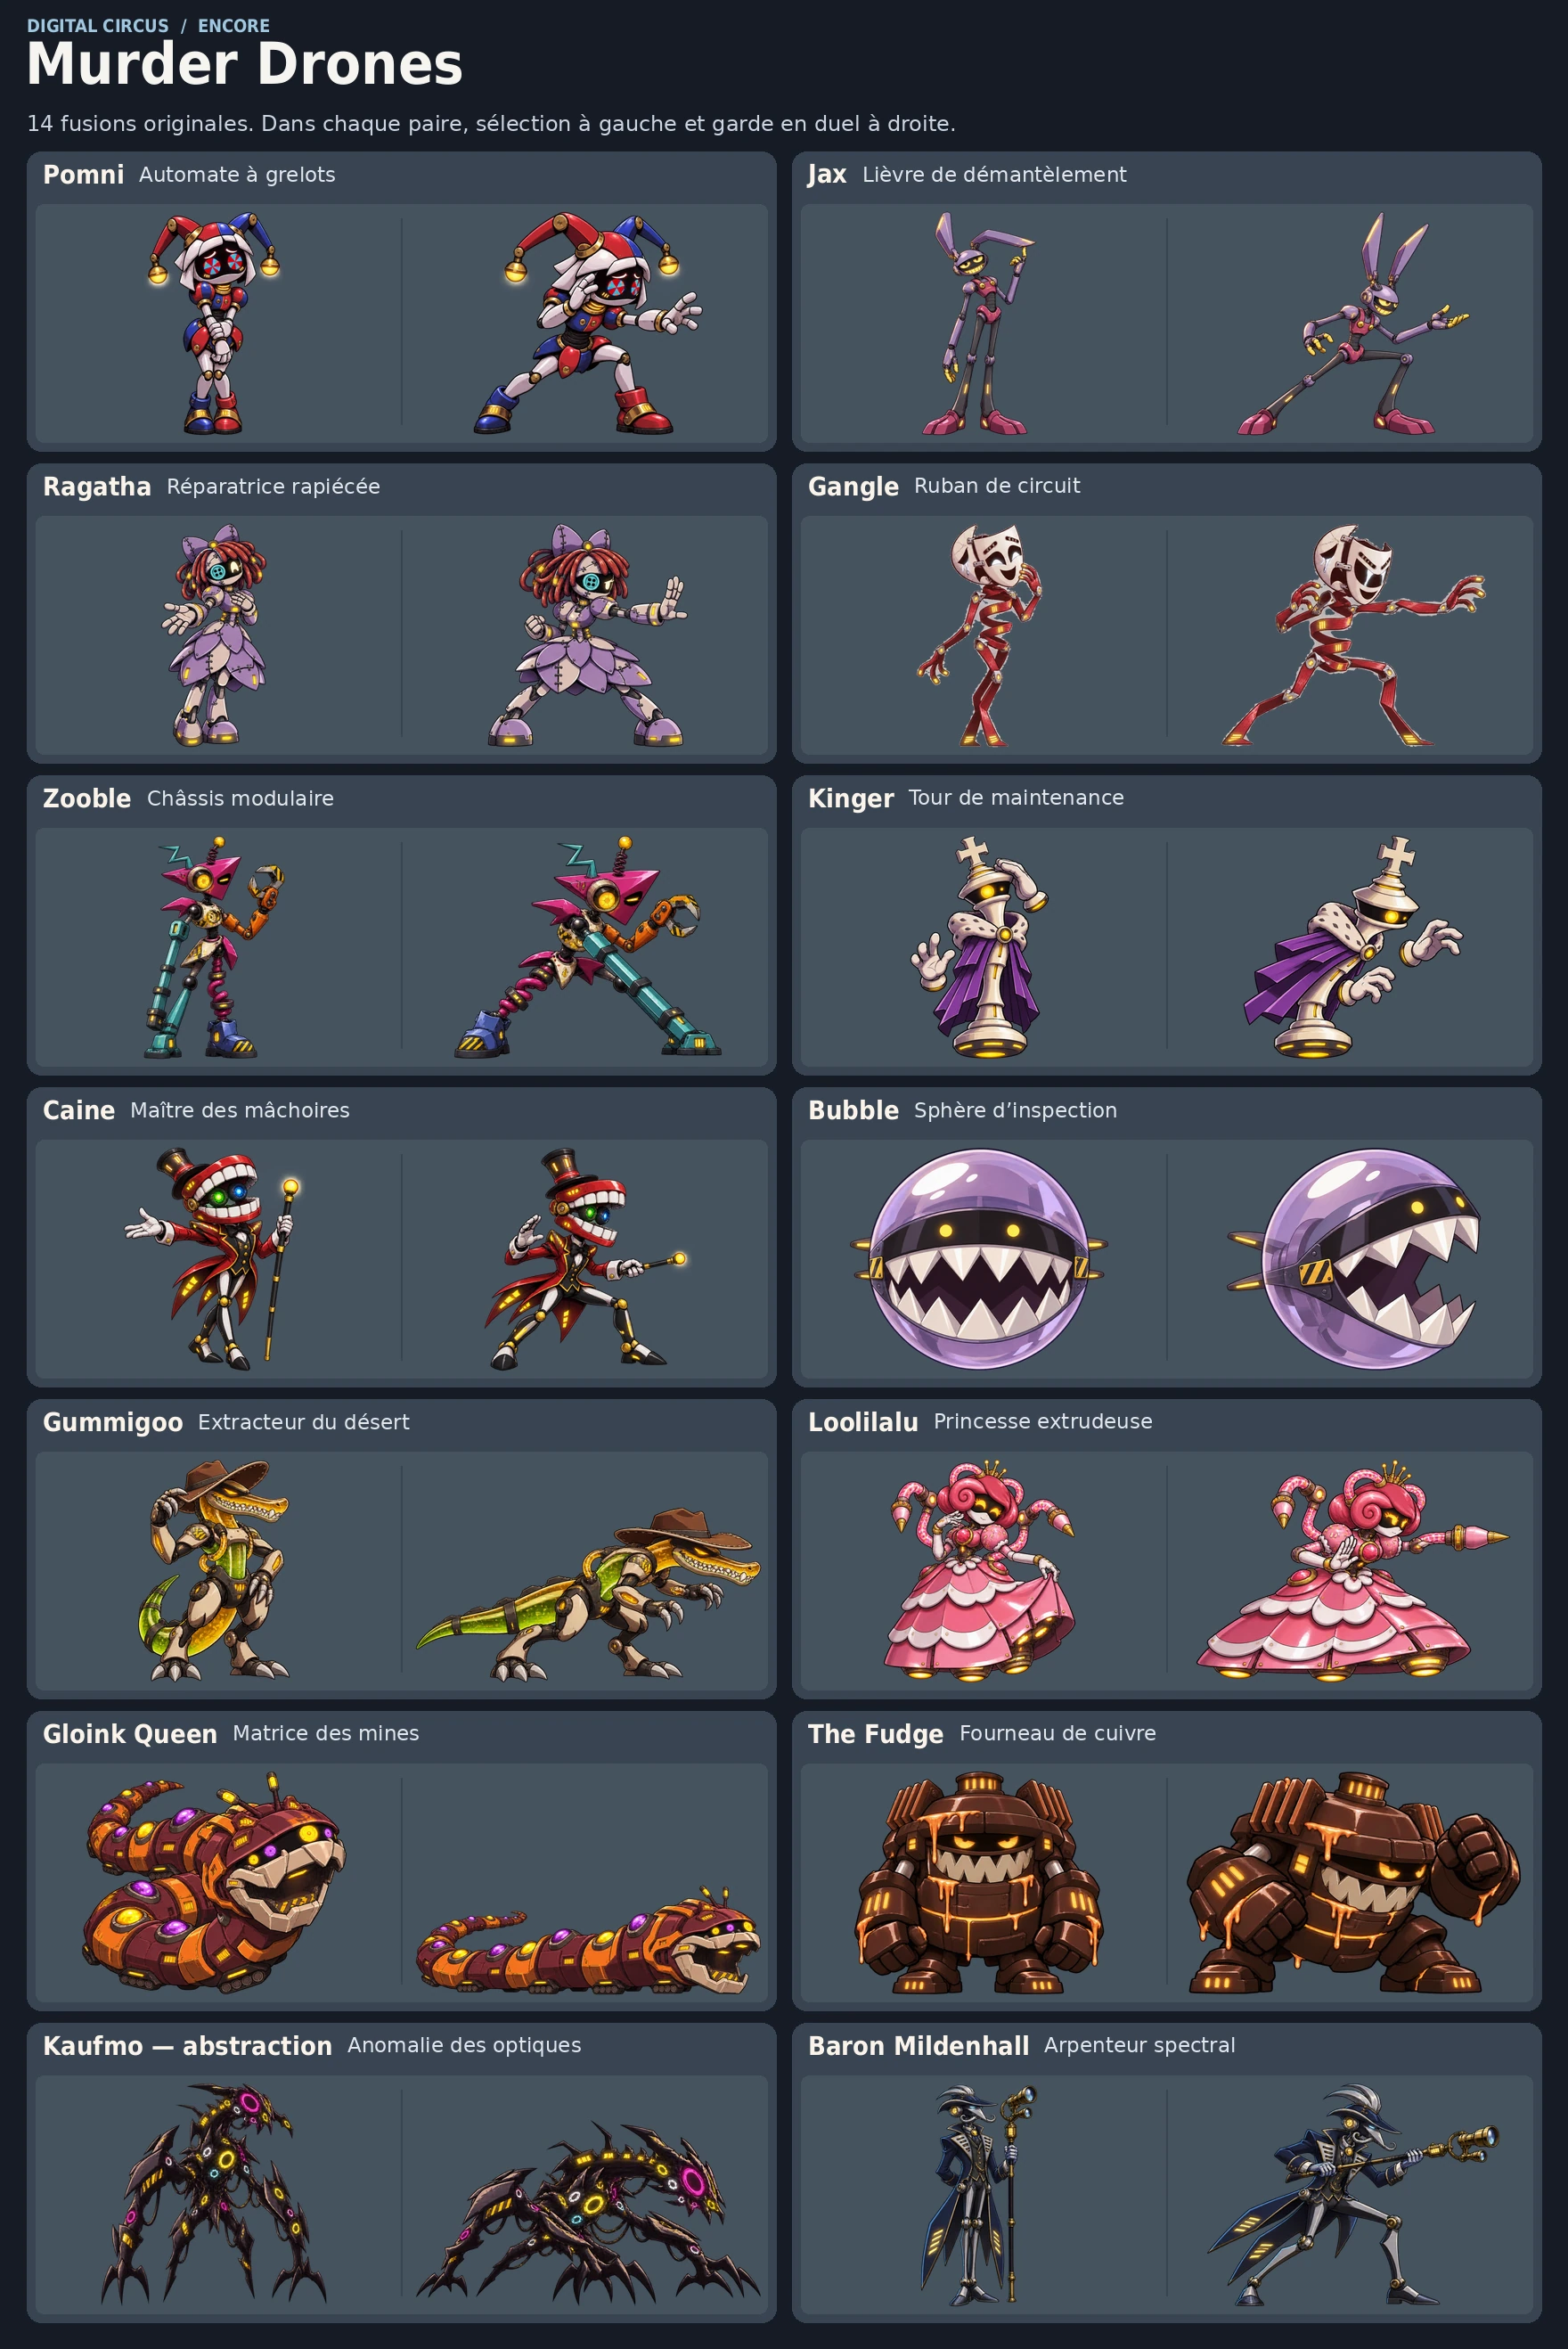 DIGITAL CIRCUS / ENCORE
Murder Drones
14 fusions originales. Dans chaque paire, sélection à gauche et garde en duel à droite.
Pomni Automate à grelots
Jax Lièvre de démantèlement
Ragatha Réparatrice rapiécée
Gangle Ruban de circuit
Zooble Châssis modulaire
Kinger Tour de maintenance
Caine Maître des mâchoires
Bubble Sphère d’inspection
Gummigoo Extracteur du désert
Loolilalu Princesse extrudeuse
Gloink Queen Matrice des mines
The Fudge Fourneau de cuivre
Kaufmo — abstraction Anomalie des optiques
Baron Mildenhall Arpenteur spectral